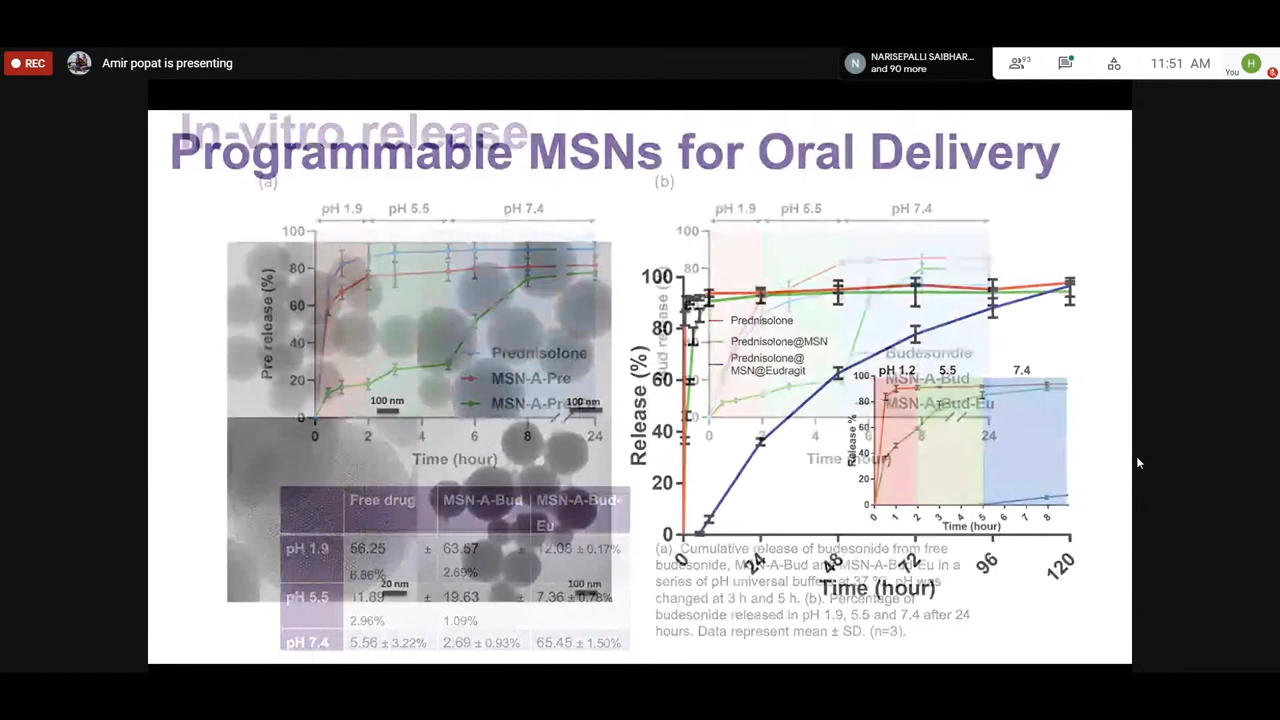 REC
Amir popat is presenting
N
NARISEPALLI SAIBHAR...
and 90 more
93
11:51 AM
You
H
In-vitro release
Programmable MSNs for Oral Delivery
(a)
(b)
pH 1.9
pH 5.5
pH 7.4
pH 1.9
pH 5.5
pH 7.4
Pre release (%)
100
80
60
40
20
0
0
2
4
6
8
24
Time (hour)
Prednisolone
MSN-A-Pre
100 nm
100 nm
20 nm
100 nm
100
80
0
0
2
4
8
24
Time (hour)
Budesondie
MSN-A-Bud
MSN-A-Bud-Eu
Release (%)
100
80
60
40
20
0
0
24
48
72
96
120
Time (hour)
Prednisolone
Prednisolone@MSN
Prednisolone@
MSN@Eudragit
pH 1.2
5.5
7.4
Release %
100
80
60
40
20
0
0
1
2
3
4
5
6
7
8
Time (hour)
Free drug
MSN-A-Bud
MSN-A-Bud-
Eu
pH 1.9
56.25 ±
6.86%
63.57 ±
2.69%
12.06 ± 0.17%
pH 5.5
11.89 ±
2.96%
19.63 ±
1.09%
7.36 ± 0.78%
pH 7.4
5.56 ± 3.22%
2.69 ± 0.93%
65.45 ± 1.50%
(a). Cumulative release of budesonide from free
budesonide, MSN-A-Bud and MSN-A-Bud-Eu in a
series of pH universal buffers at 37 °C, pH was
changed at 3 h and 5 h. (b). Percentage of
budesonide released in pH 1.9, 5.5 and 7.4 after 24
hours. Data represent mean ± SD. (n=3).